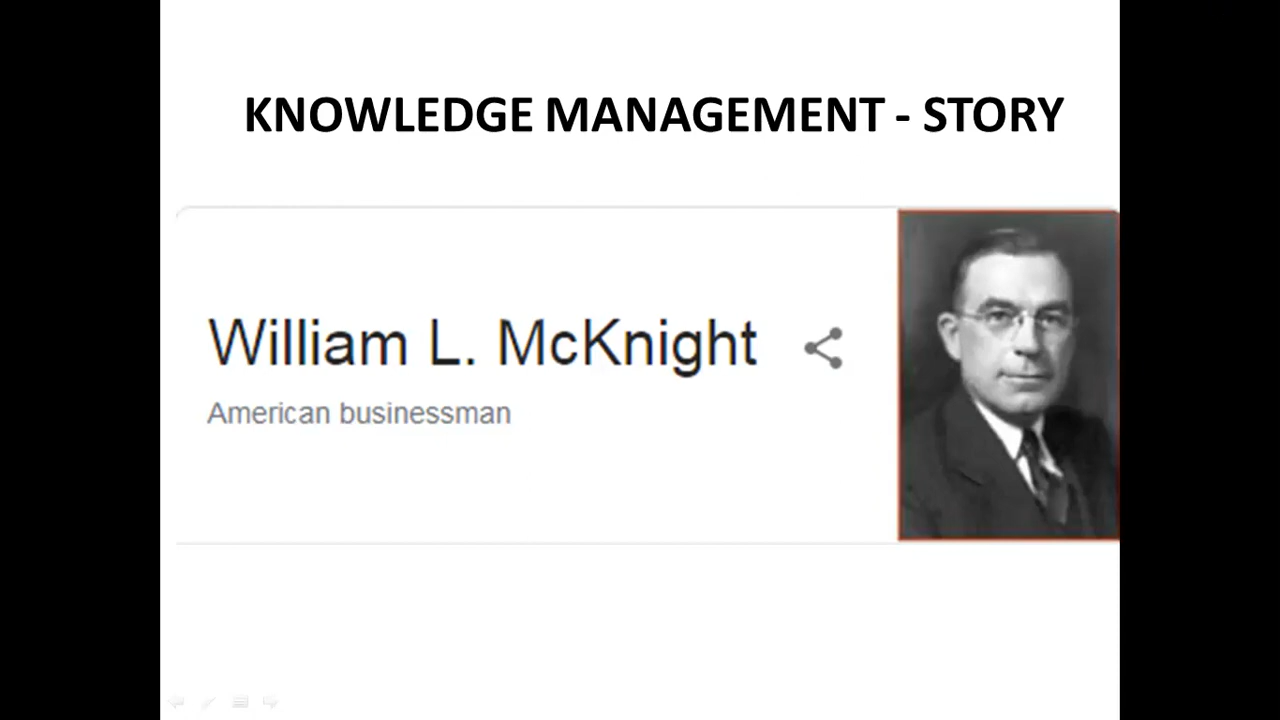 KNOWLEDGE MANAGEMENT - STORY
William L. McKnight
American businessman